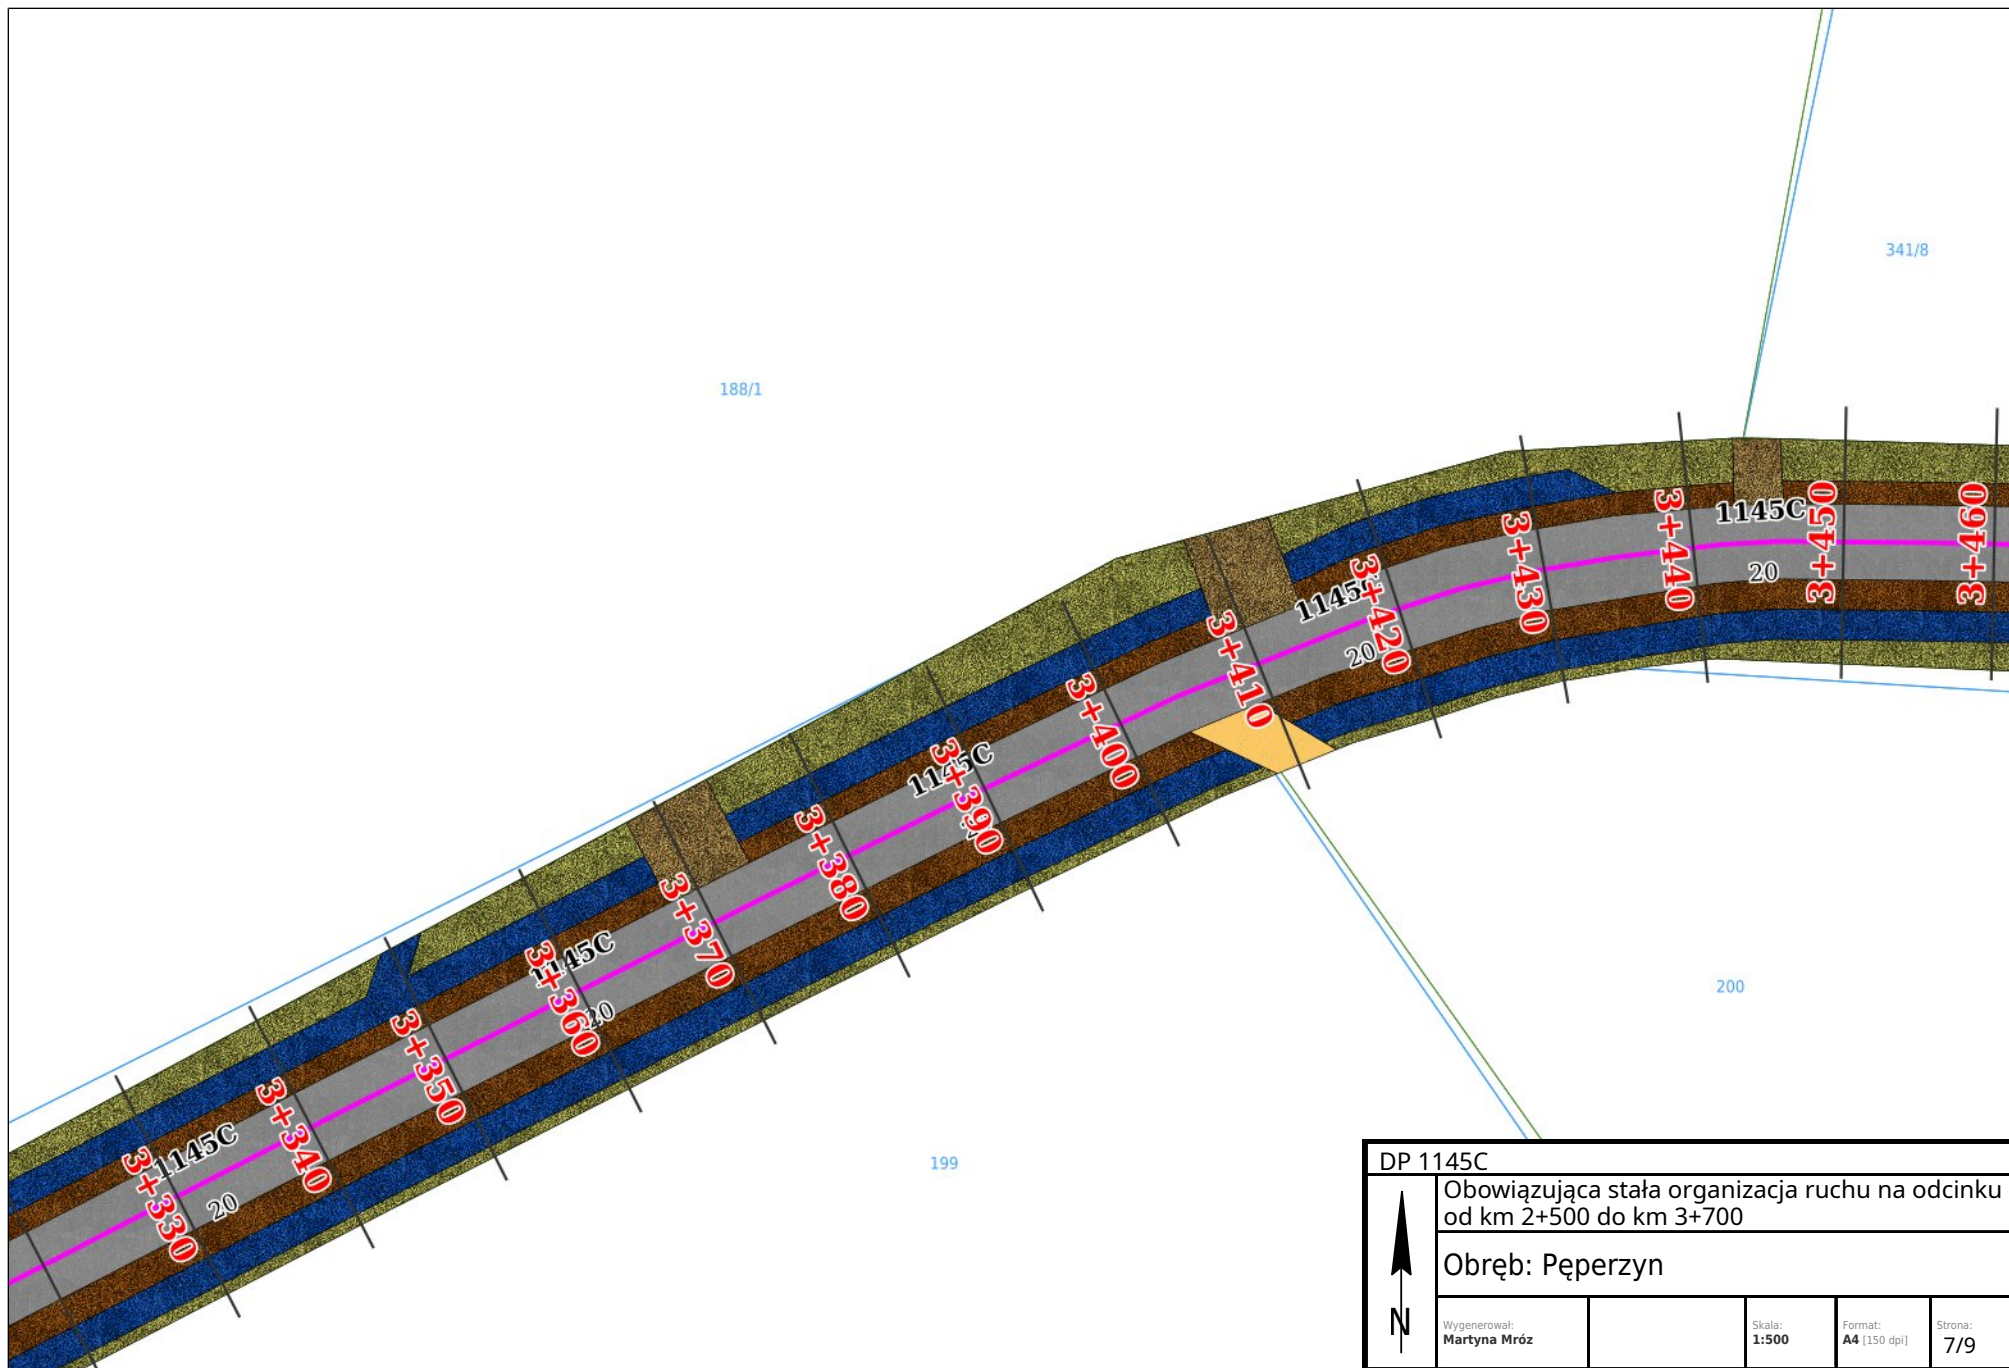 341/8
188/1
1145C
3+450
3+460
3+440
3+430
20
3+420
1145
20
3+410
3+400
1145C
3+390
3+380
3+370
1145C
3+360
20
3+350
3+340
1145C
3+330
20
200
199
DP 1145C
Obowiązująca stała organizacja ruchu na odcinku
od km 2+500 do km 3+700
Obręb: Pęperzyn
N
Wygenerował:
Martyna Mróz
Skala:
1:500
Format:
A4 [150 dpi]
Strona:
7/9